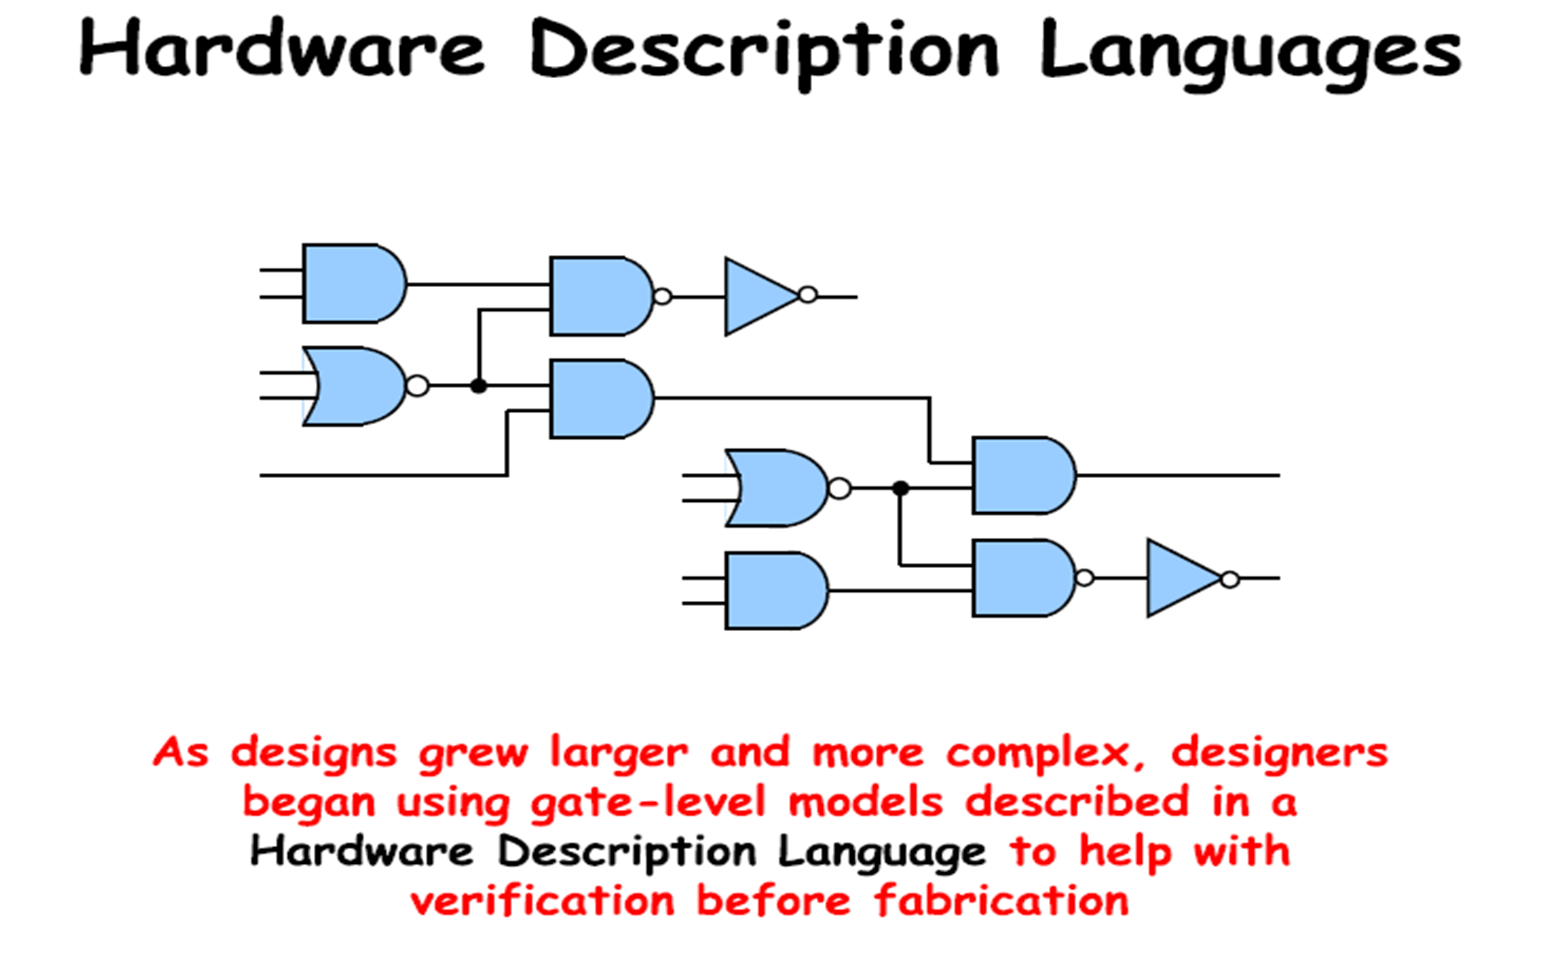 Hardware Description Languages
As designs grew larger and more complex, designers
began using gate-level models described in a
Hardware Description Language to help with
verification before fabrication